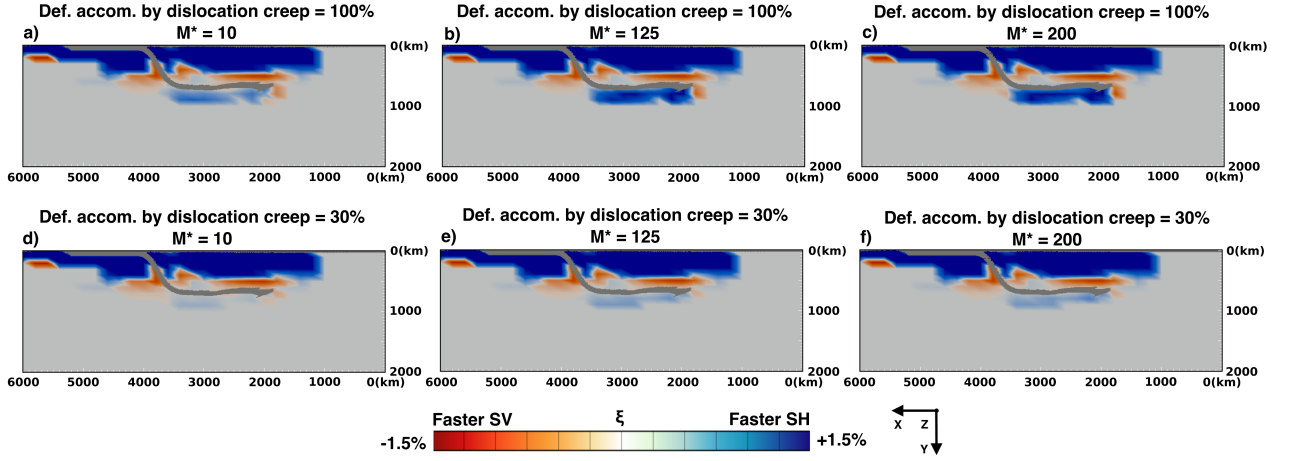 Def. accom. by dislocation creep = 100%
a) M* = 10
0(km)
1000
2000
6000 5000 4000 3000 2000 1000 0(km)
Def. accom. by dislocation creep = 100%
b) M* = 125
0(km)
1000
2000
6000 5000 4000 3000 2000 1000 0(km)
Def. accom. by dislocation creep = 100%
c) M* = 200
0(km)
1000
2000
6000 5000 4000 3000 2000 1000 0(km)
Def. accom. by dislocation creep = 30%
d) M* = 10
0(km)
1000
2000
6000 5000 4000 3000 2000 1000 0(km)
Def. accom. by dislocation creep = 30%
e) M* = 125
0(km)
1000
2000
6000 5000 4000 3000 2000 1000 0(km)
Def. accom. by dislocation creep = 30%
f) M* = 200
0(km)
1000
2000
6000 5000 4000 3000 2000 1000 0(km)
Faster SV ξ Faster SH
-1.5% +1.5%
X Z
Y